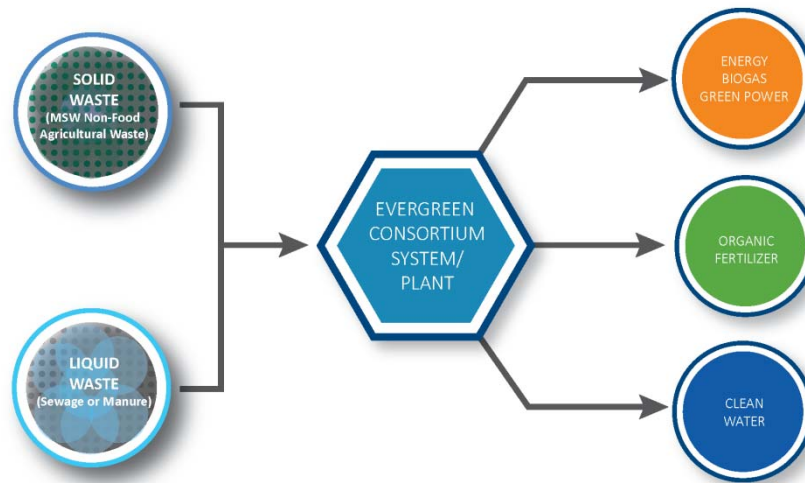 SOLID
WASTE
(MSW Non-Food
Agricultural Waste)
LIQUID
WASTE
(Sewage or Manure)
EVERGREEN
CONSORTIUM
SYSTEM/
PLANT
ENERGY
BIOGAS
GREEN POWER
ORGANIC
FERTILIZER
CLEAN
WATER